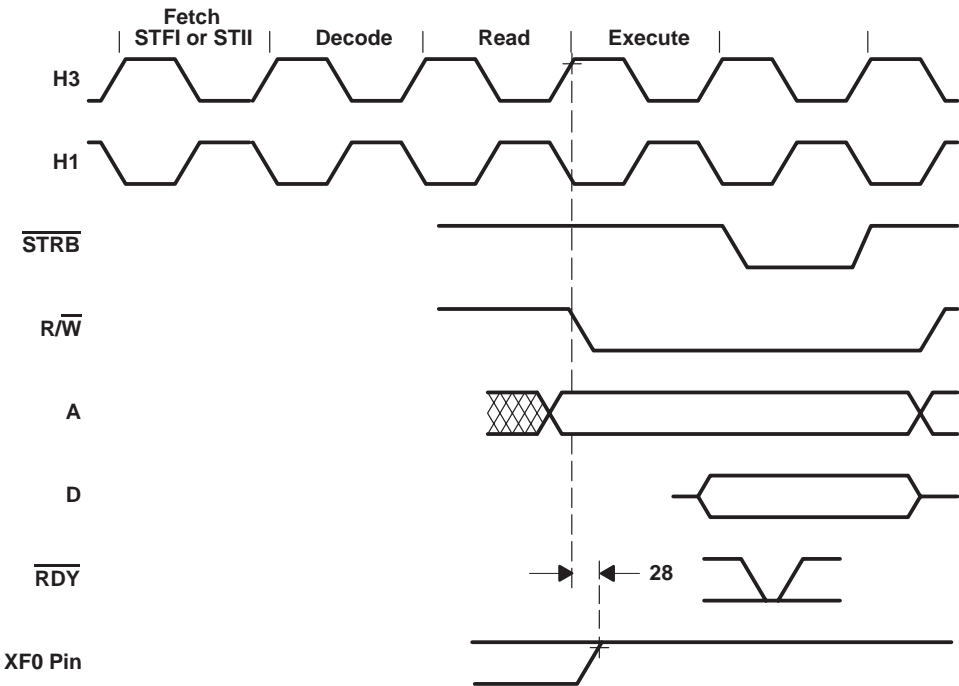 Fetch
STFI or STII
Decode
Read
Execute
H3
H1
STRB
R/W
A
D
RDY
28
XF0 Pin